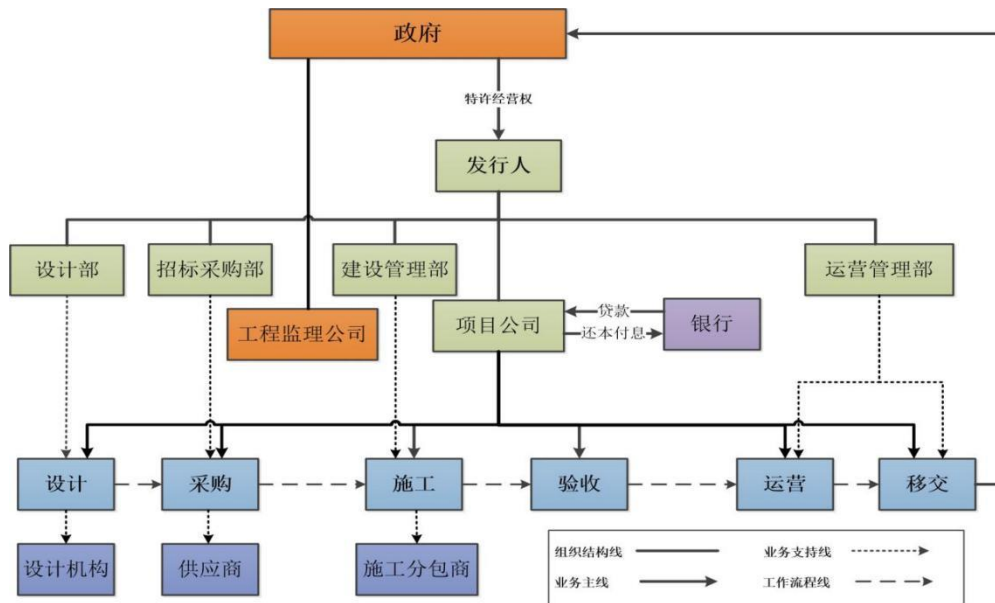 政府
特许经营权
发行人
设计部
招标采购部
建设管理部
运营管理部
工程监理公司
项目公司
贷款
还本付息
银行
设计
采购
施工
验收
运营
移交
设计机构
供应商
施工分包商
组织结构线
业务支持线
业务主线
工作流程线